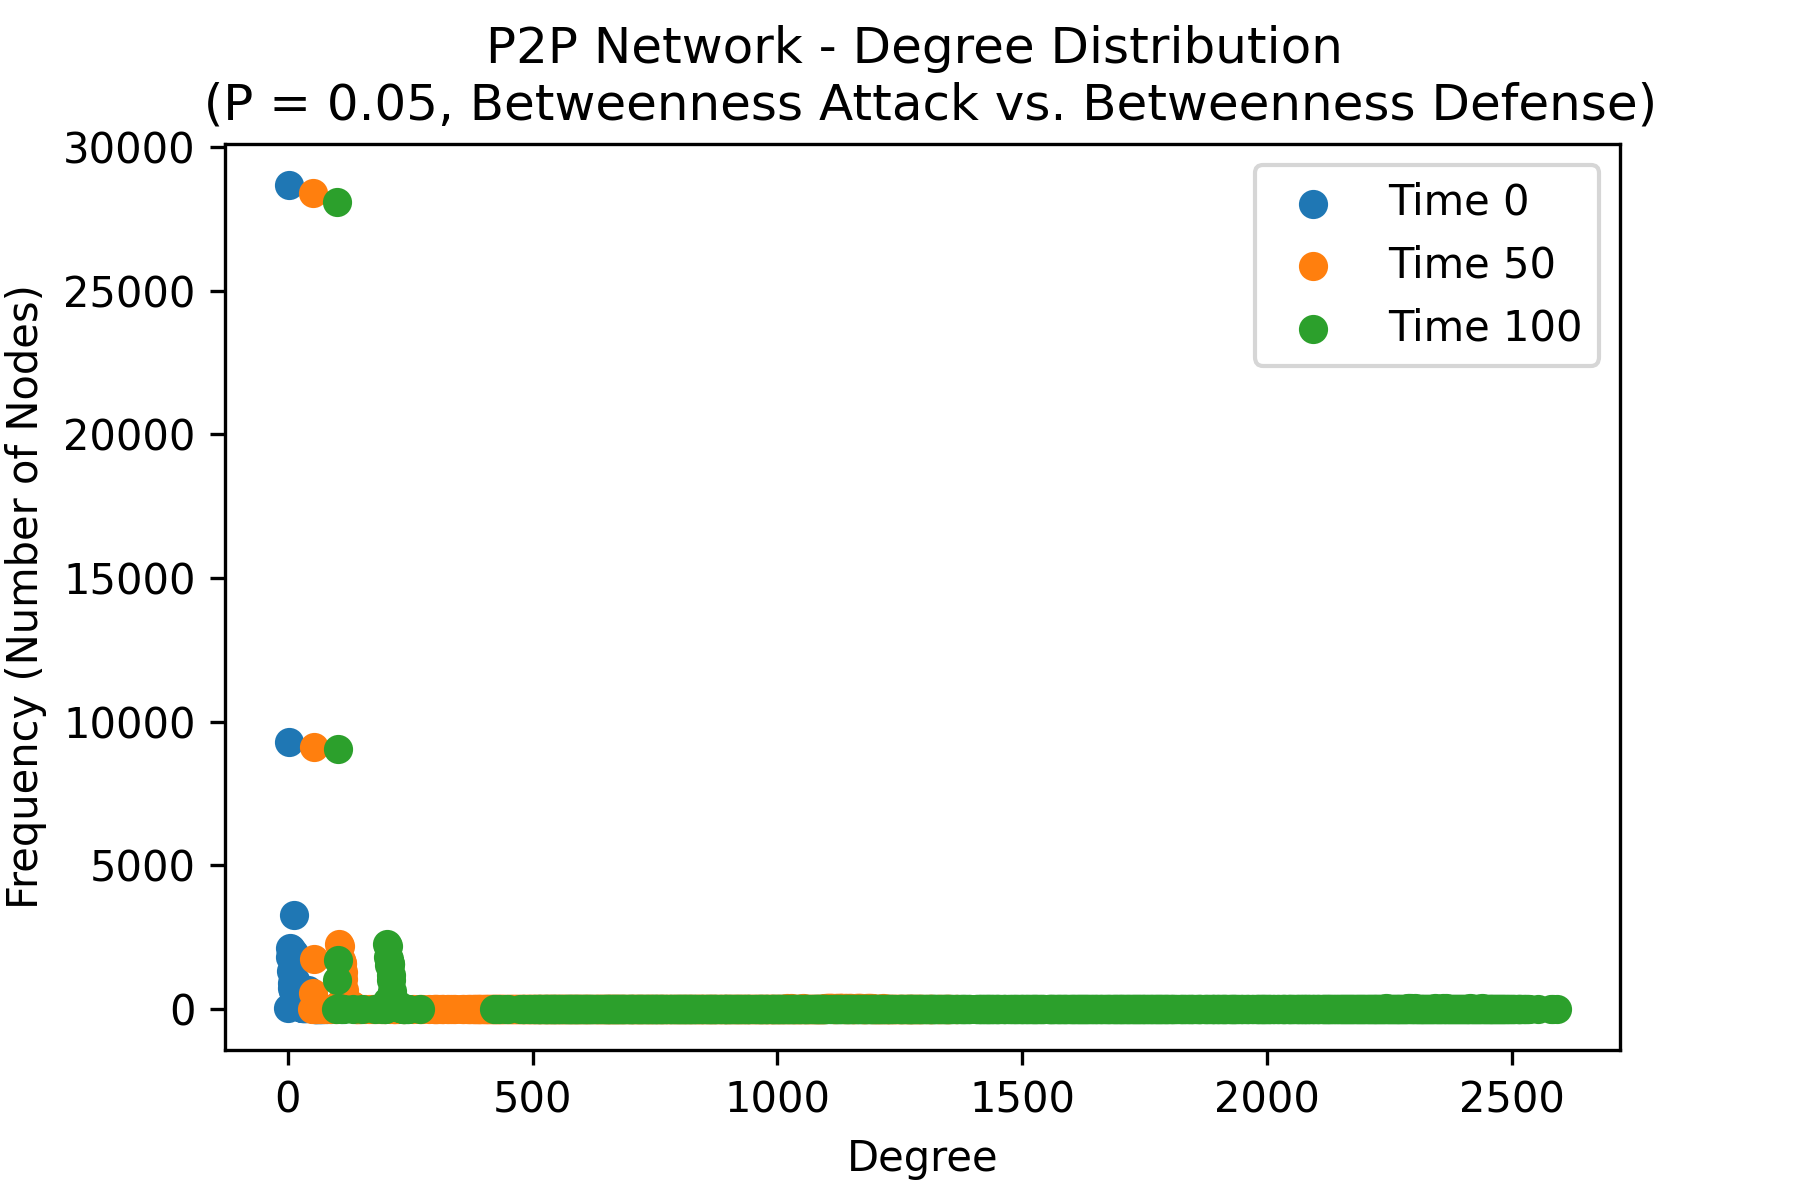 P2P Network - Degree Distribution
(P = 0.05, Betweenness Attack vs. Betweenness Defense)
Frequency (Number of Nodes)
30000
25000
20000
15000
10000
5000
0
Time 0
Time 50
Time 100
0 500 1000 1500 2000 2500
Degree